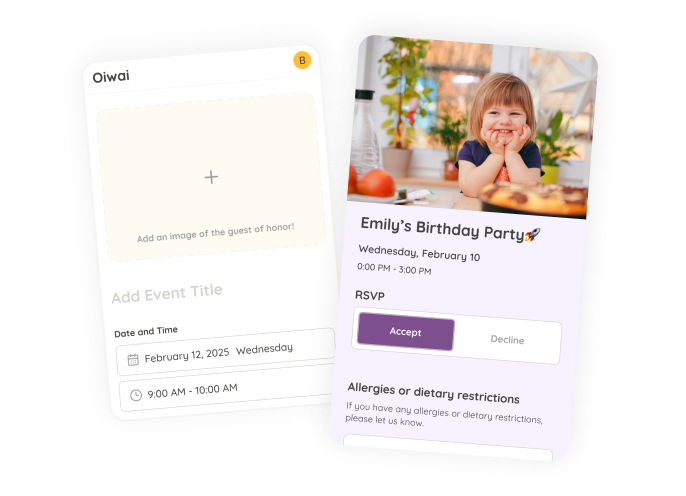 Oiwai
B
Add an image of the guest of honor!
Add Event Title
Date and Time
February 12, 2025 Wednesday
9:00 AM - 10:00 AM
Emily's Birthday Party🚀
Wednesday, February 10
0:00 PM - 3:00 PM
RSVP
Accept
Decline
Allergies or dietary restrictions
If you have any allergies or dietary restrictions,
please let us know.